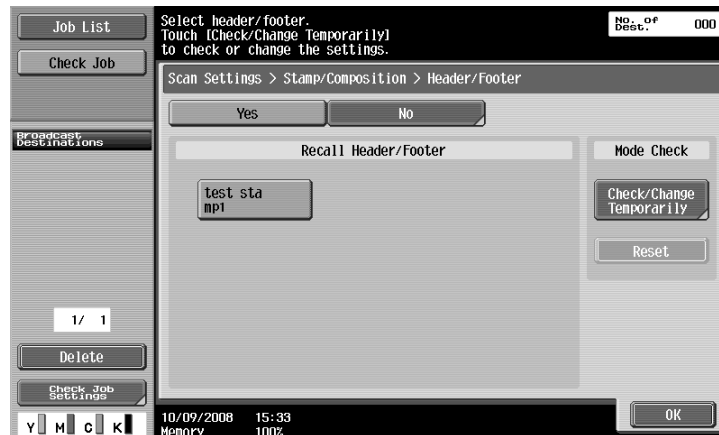 Job List
Check Job
Broadcast
Destinations
1/ 1
Delete
Check Job
Settings
Y M C K
Select header/footer.
Touch [Check/Change Temporarily]
to check or change the settings.
No. of
Dest. 000
Scan Settings > Stamp/Composition > Header/Footer
Yes
No
Recall Header/Footer
test sta
mp1
Mode Check
Check/Change
Temporarily
Reset
10/09/2008 15:33
Memory 100%
OK